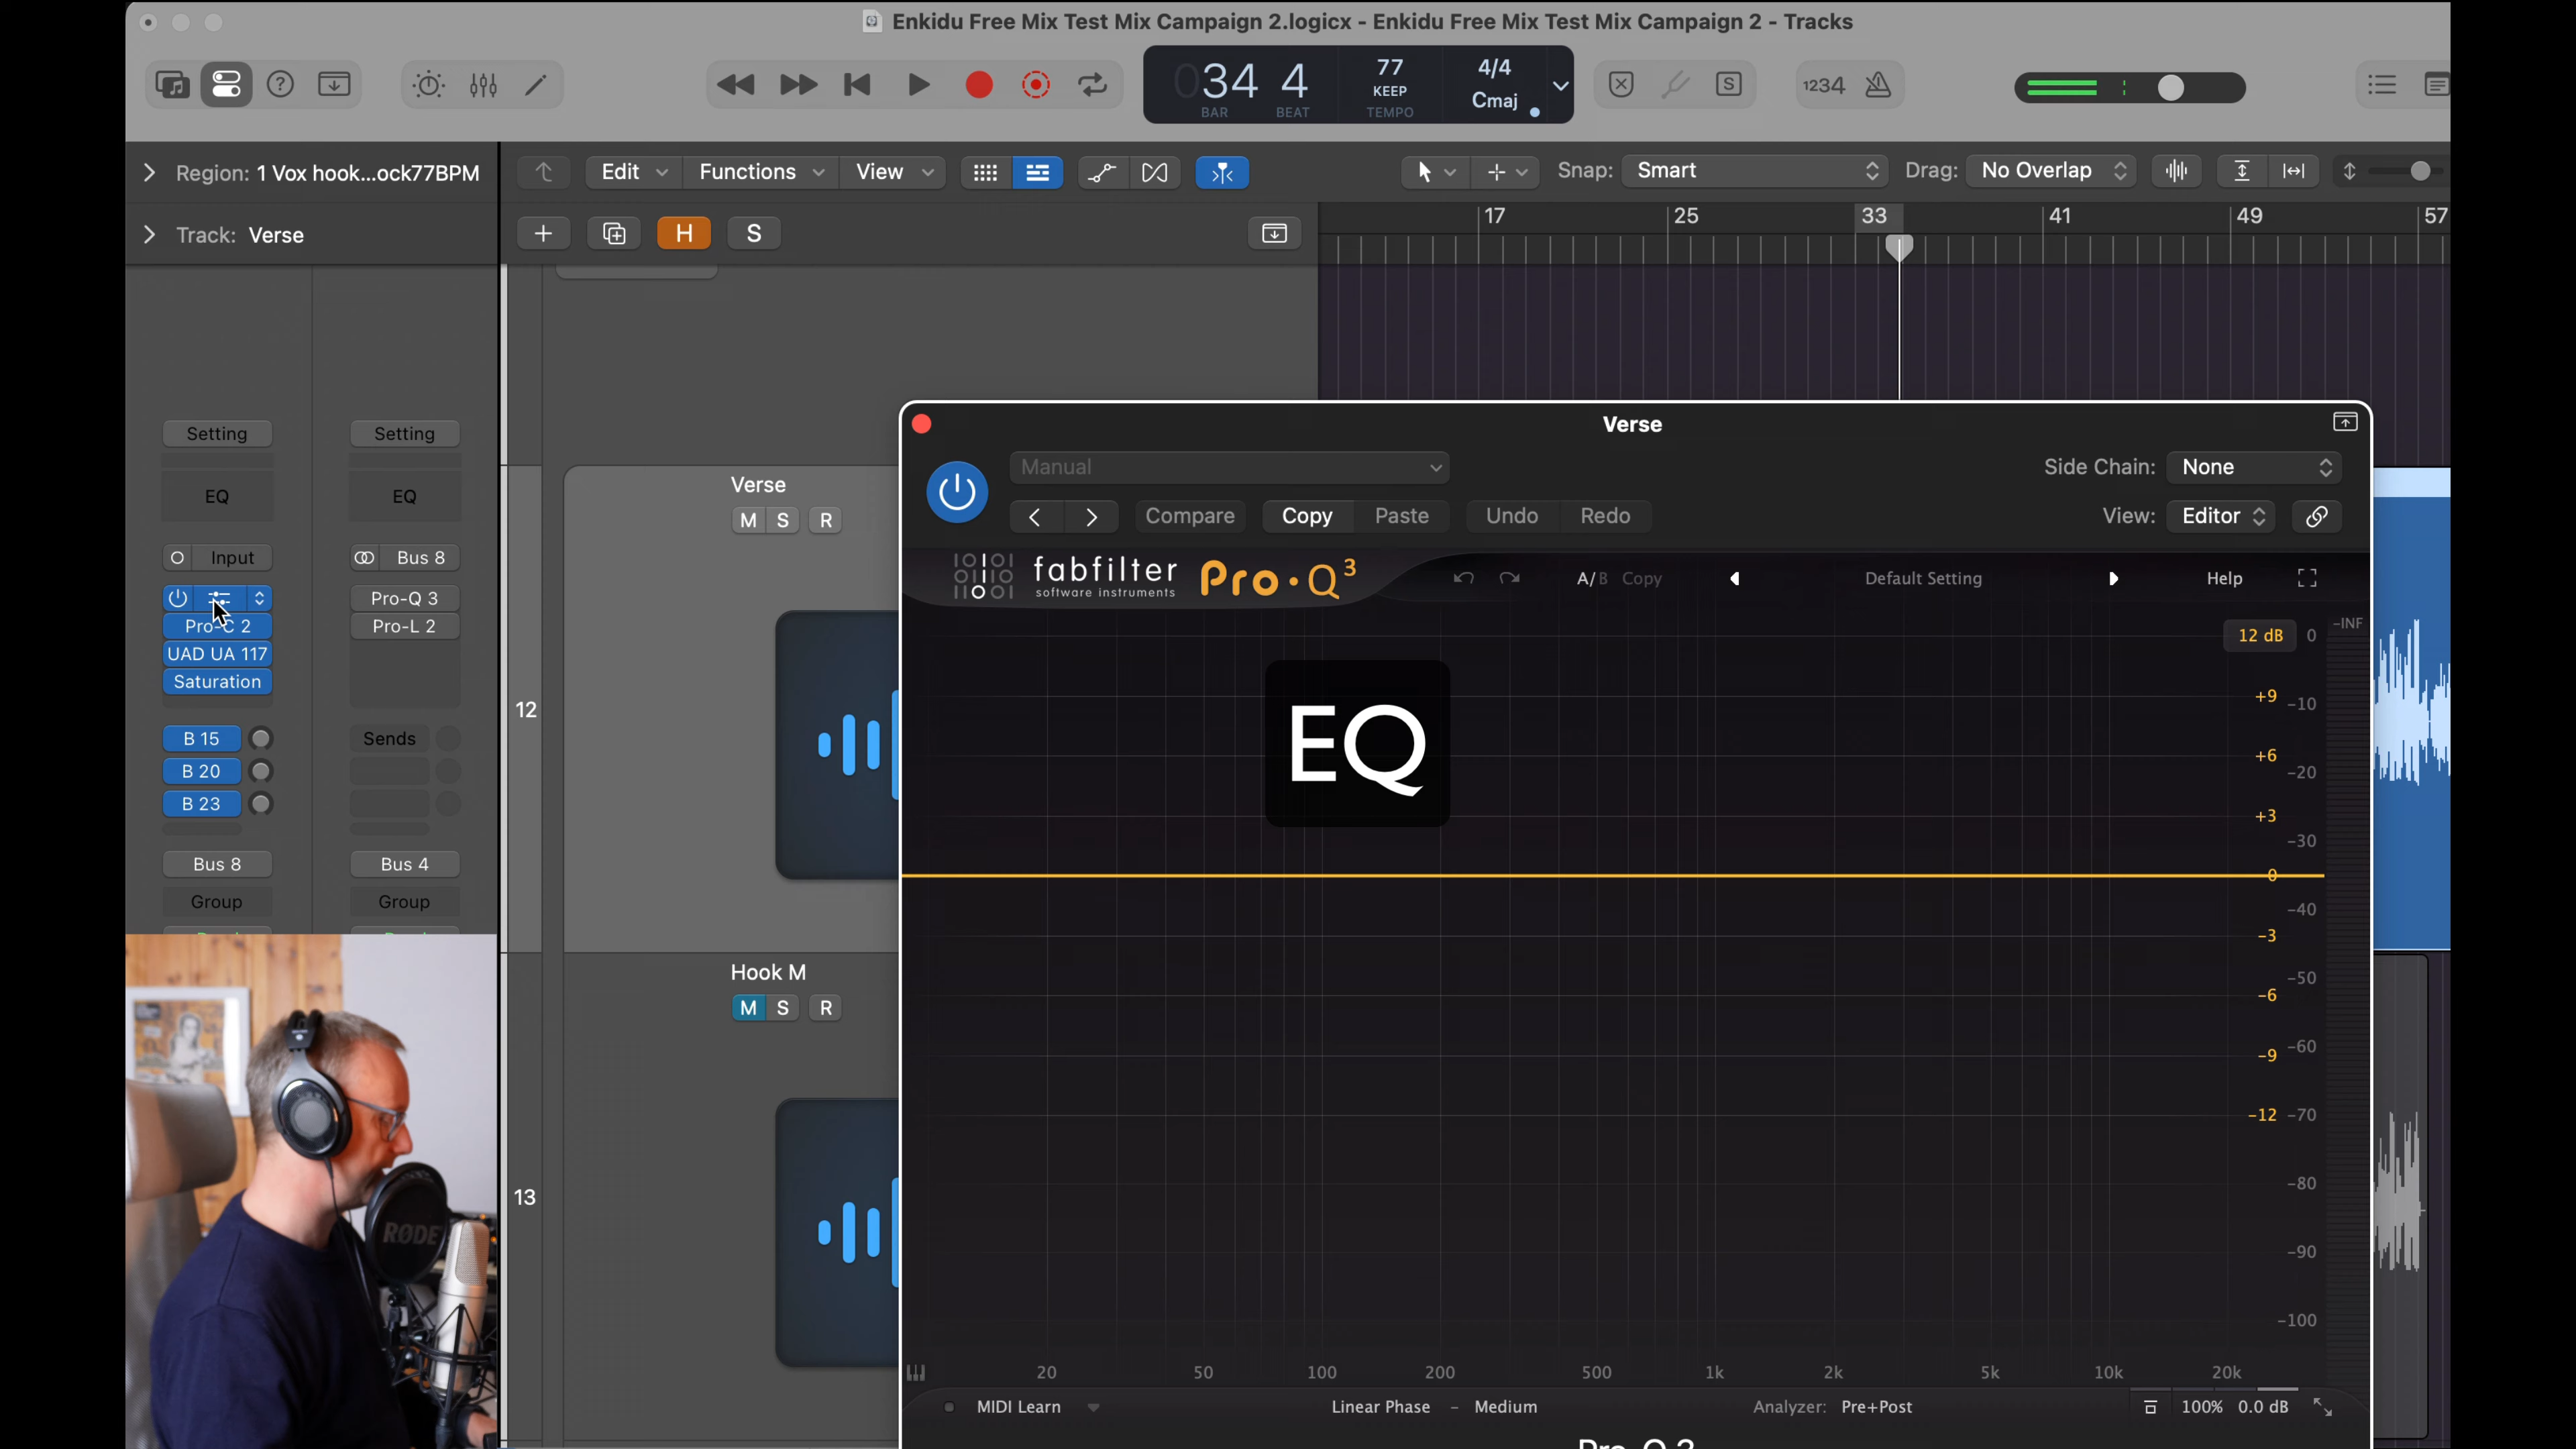 Enkidu Free Mix Test Mix Campaign 2.logicx - Enkidu Free Mix Test Mix Campaign 2 - Tracks
034 4
BAR BEAT
77
KEEP
TEMPO
4/4
Cmaj
S
1234
Region: 1 Vox hook...ock77BPM
Edit
Functions
View
Snap: Smart
Drag: No Overlap
Track: Verse
H
S
17
25
33
41
49
57
Setting
Setting
EQ
EQ
Input
Bus 8
Pro-Q 3
Pro-C 2
Pro-L 2
UAD UA 117
Saturation
B 15
Sends
B 20
B 23
Bus 8
Bus 4
Group
Group
12
Verse
M S R
13
Hook M
M S R
RØDE
Verse
Manual
Side Chain: None
Compare
Copy
Paste
Undo
Redo
View: Editor
fabfilter
software instruments
Pro·Q3
A/B Copy
Default Setting
Help
EQ
12 dB
0
-INF
+9
-10
+6
-20
+3
-30
0
-40
-3
-50
-6
-60
-9
-12
-70
-80
-90
-100
20
50
100
200
500
1k
2k
5k
10k
20k
MIDI Learn
Linear Phase - Medium
Analyzer: Pre+Post
100%
0.0 dB
Pro-Q 3